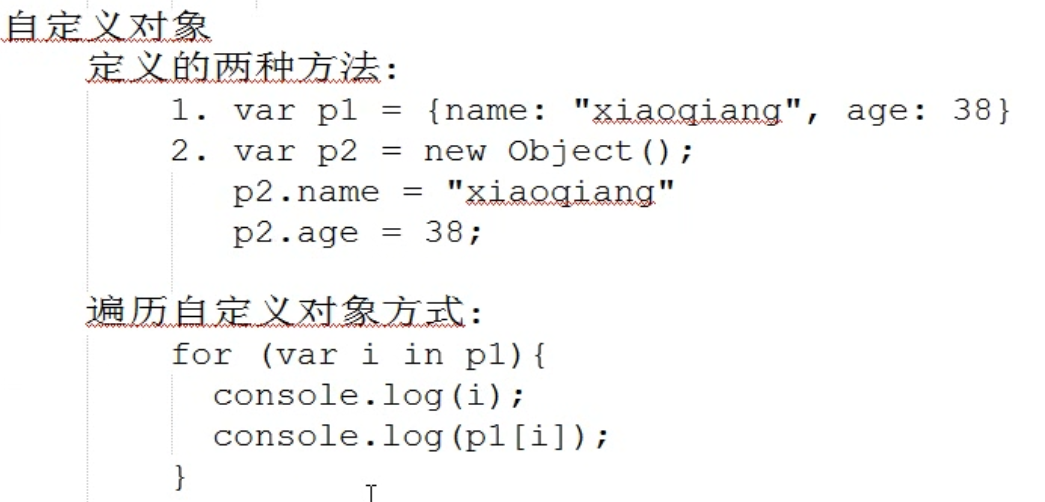 自定义对象
定义的两种方法:
1. var p1 = {name: "xiaoqiang", age: 38}
2. var p2 = new Object();
p2.name = "xiaoqiang"
p2.age = 38;
遍历自定义对象方式:
for (var i in p1){
console.log(i);
console.log(p1[i]);
}